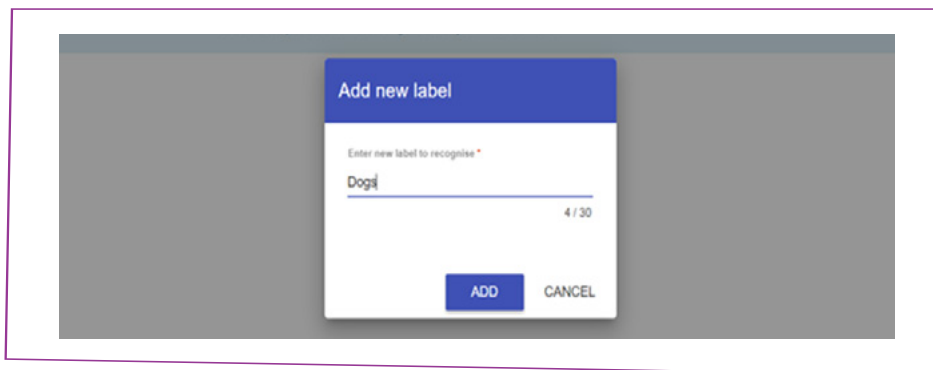 Add new label
Enter new label to recognise *
Dogs
4 / 30
ADD CANCEL